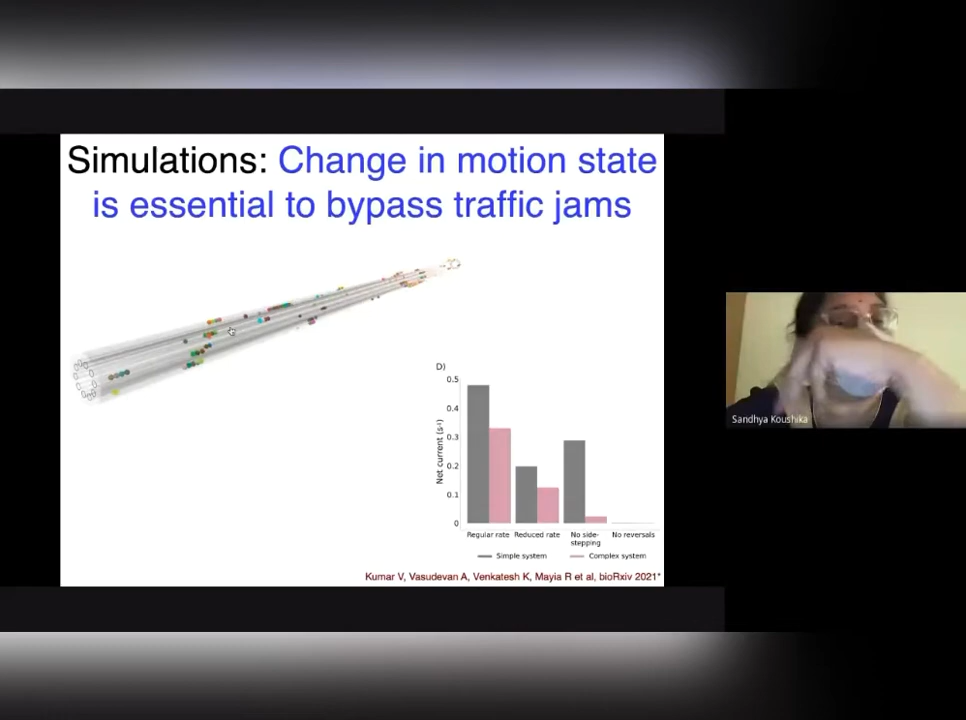 Simulations: Change in motion state
is essential to bypass traffic jams
D)
0.5
0.4
0.3
0.2
0.1
0
Net current (s¹)
Regular rate Reduced rate No side-stepping No reversals
Simple system Complex system
Kumar V, Vasudevan A, Venkatesh K, Mayia R et al, bioRxiv 2021*
Sandhya Koushika